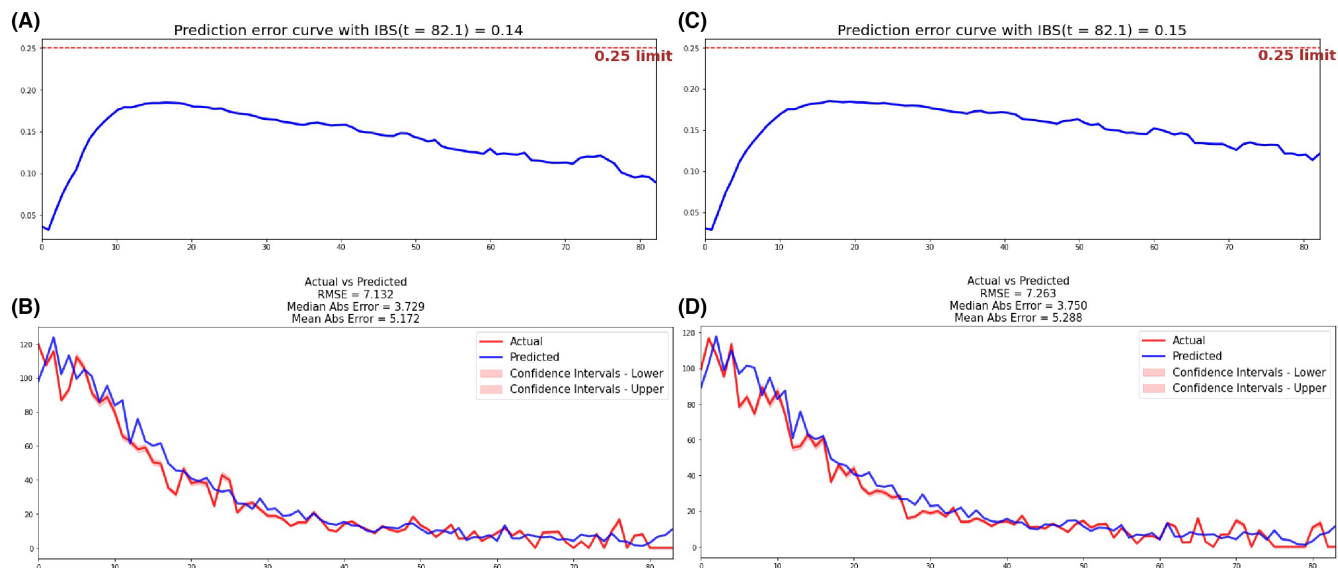 (A)
Prediction error curve with IBS(t = 82.1) = 0.14
0.25 limit
0.25
0.20
0.15
0.10
0.05
0 10 20 30 40 50 60 70 80
(C)
Prediction error curve with IBS(t = 82.1) = 0.15
0.25 limit
0.25
0.20
0.15
0.10
0.05
0 10 20 30 40 50 60 70 80
(B)
Actual vs Predicted
RMSE = 7.132
Median Abs Error = 3.729
Mean Abs Error = 5.172
Actual
Predicted
Confidence Intervals - Lower
Confidence Intervals - Upper
120
100
80
60
40
20
0
0 10 20 30 40 50 60 70 80
(D)
Actual vs Predicted
RMSE = 7.263
Median Abs Error = 3.750
Mean Abs Error = 5.288
Actual
Predicted
Confidence Intervals - Lower
Confidence Intervals - Upper
120
100
80
60
40
20
0
0 10 20 30 40 50 60 70 80